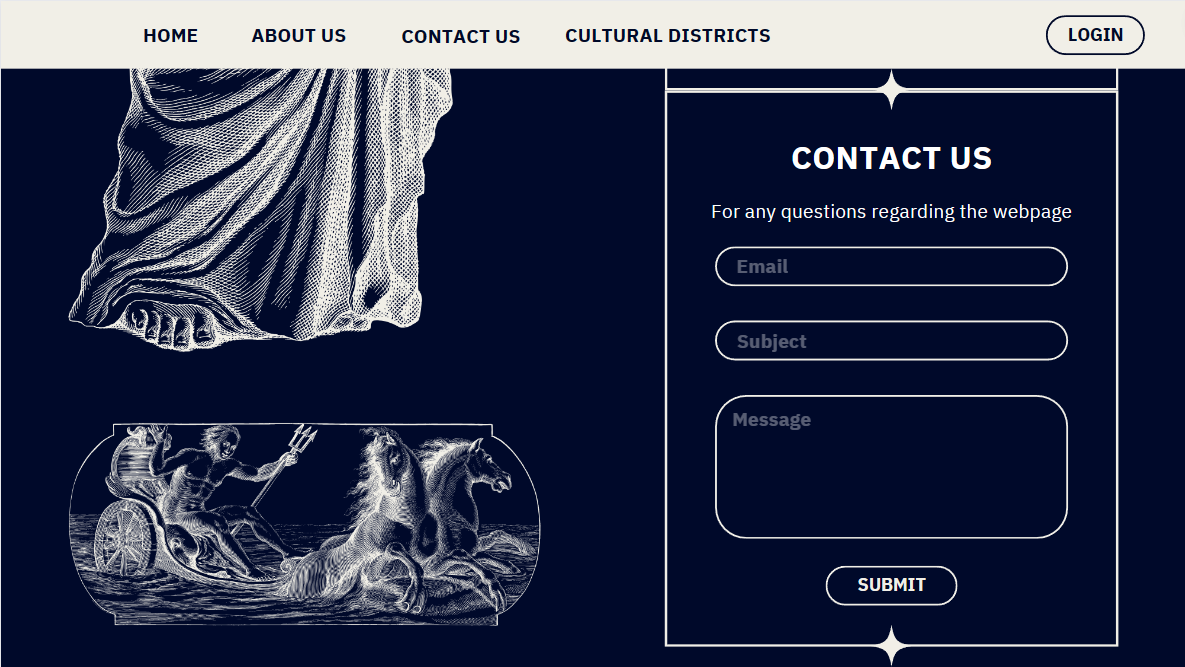 HOME
ABOUT US
CONTACT US
CULTURAL DISTRICTS
LOGIN
CONTACT US
For any questions regarding the webpage
Email
Subject
Message
SUBMIT